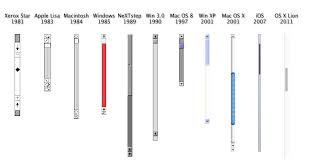 Xerox Star Apple Lisa Macintosh Windows NeXTstep Win 3.0 Mac OS 8 Win XP Mac OS X iOS OS X Lion
1981 1983 1984 1985 1989 1990 1997 2001 2001 2007 2011